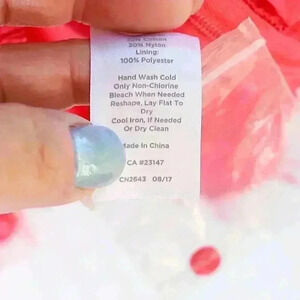 20% Nylon
Lining:
100% Polyester
Hand Wash Cold
Only Non-Chlorine
Bleach When Needed
Reshape, Lay Flat To
Dry
Cool Iron, If Needed
Or Dry Clean
Made In China
CA #23147
CN2643 08/17